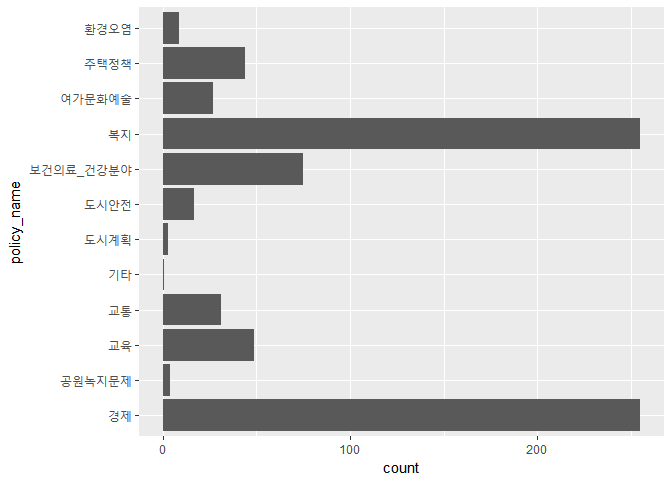 policy_name
환경오염
주택정책
여가문화예술
복지
보건의료_건강분야
도시안전
도시계획
기타
교통
교육
공원녹지문제
경제
0 100 200
count